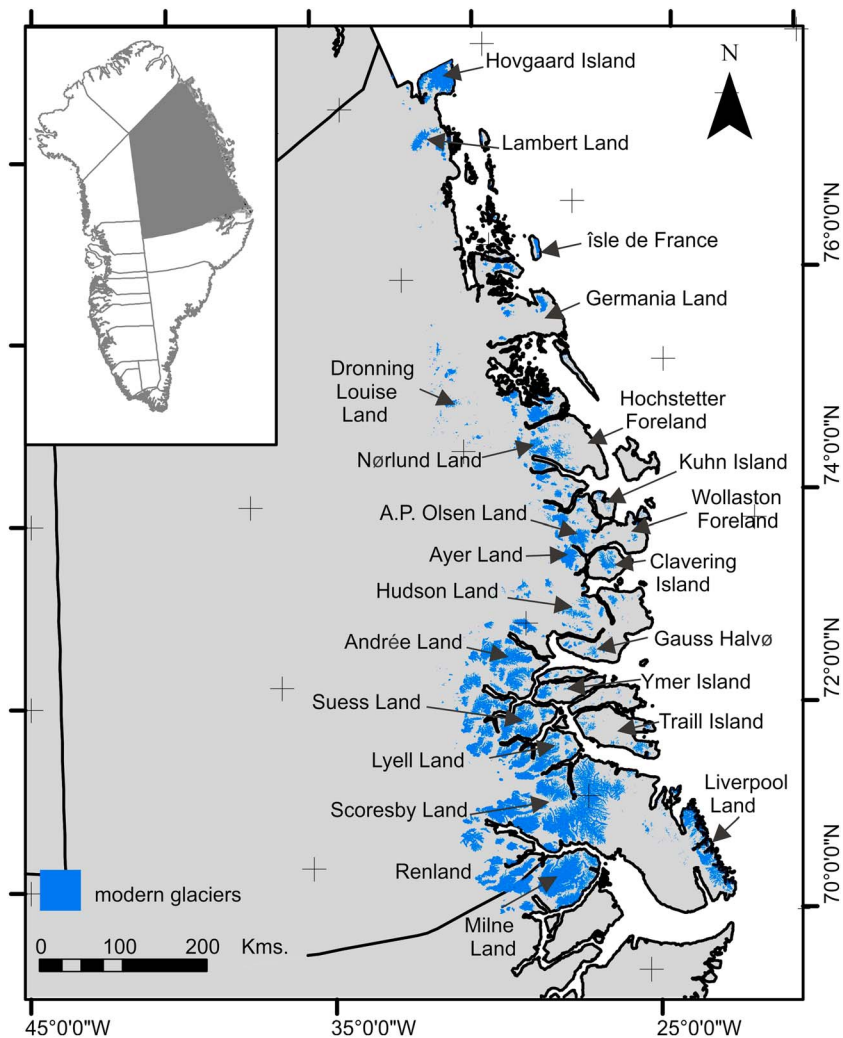 N
Hovgaard Island
Lambert Land
îsle de France
76°0'0"N
Germania Land
Dronning
Louise
Land
Hochstetter
Foreland
Nørlund Land
Kuhn Island
74°0'0"N
A.P. Olsen Land
Wollaston
Foreland
Ayer Land
Clavering
Island
Hudson Land
Andrée Land
Gauss Halvø
Ymer Island
72°0'0"N
Suess Land
Traill Island
Lyell Land
Liverpool
Land
Scoresby Land
Renland
70°0'0"N
modern glaciers
Milne
Land
0 100 200 Kms.
45°0'0"W 35°0'0"W 25°0'0"W